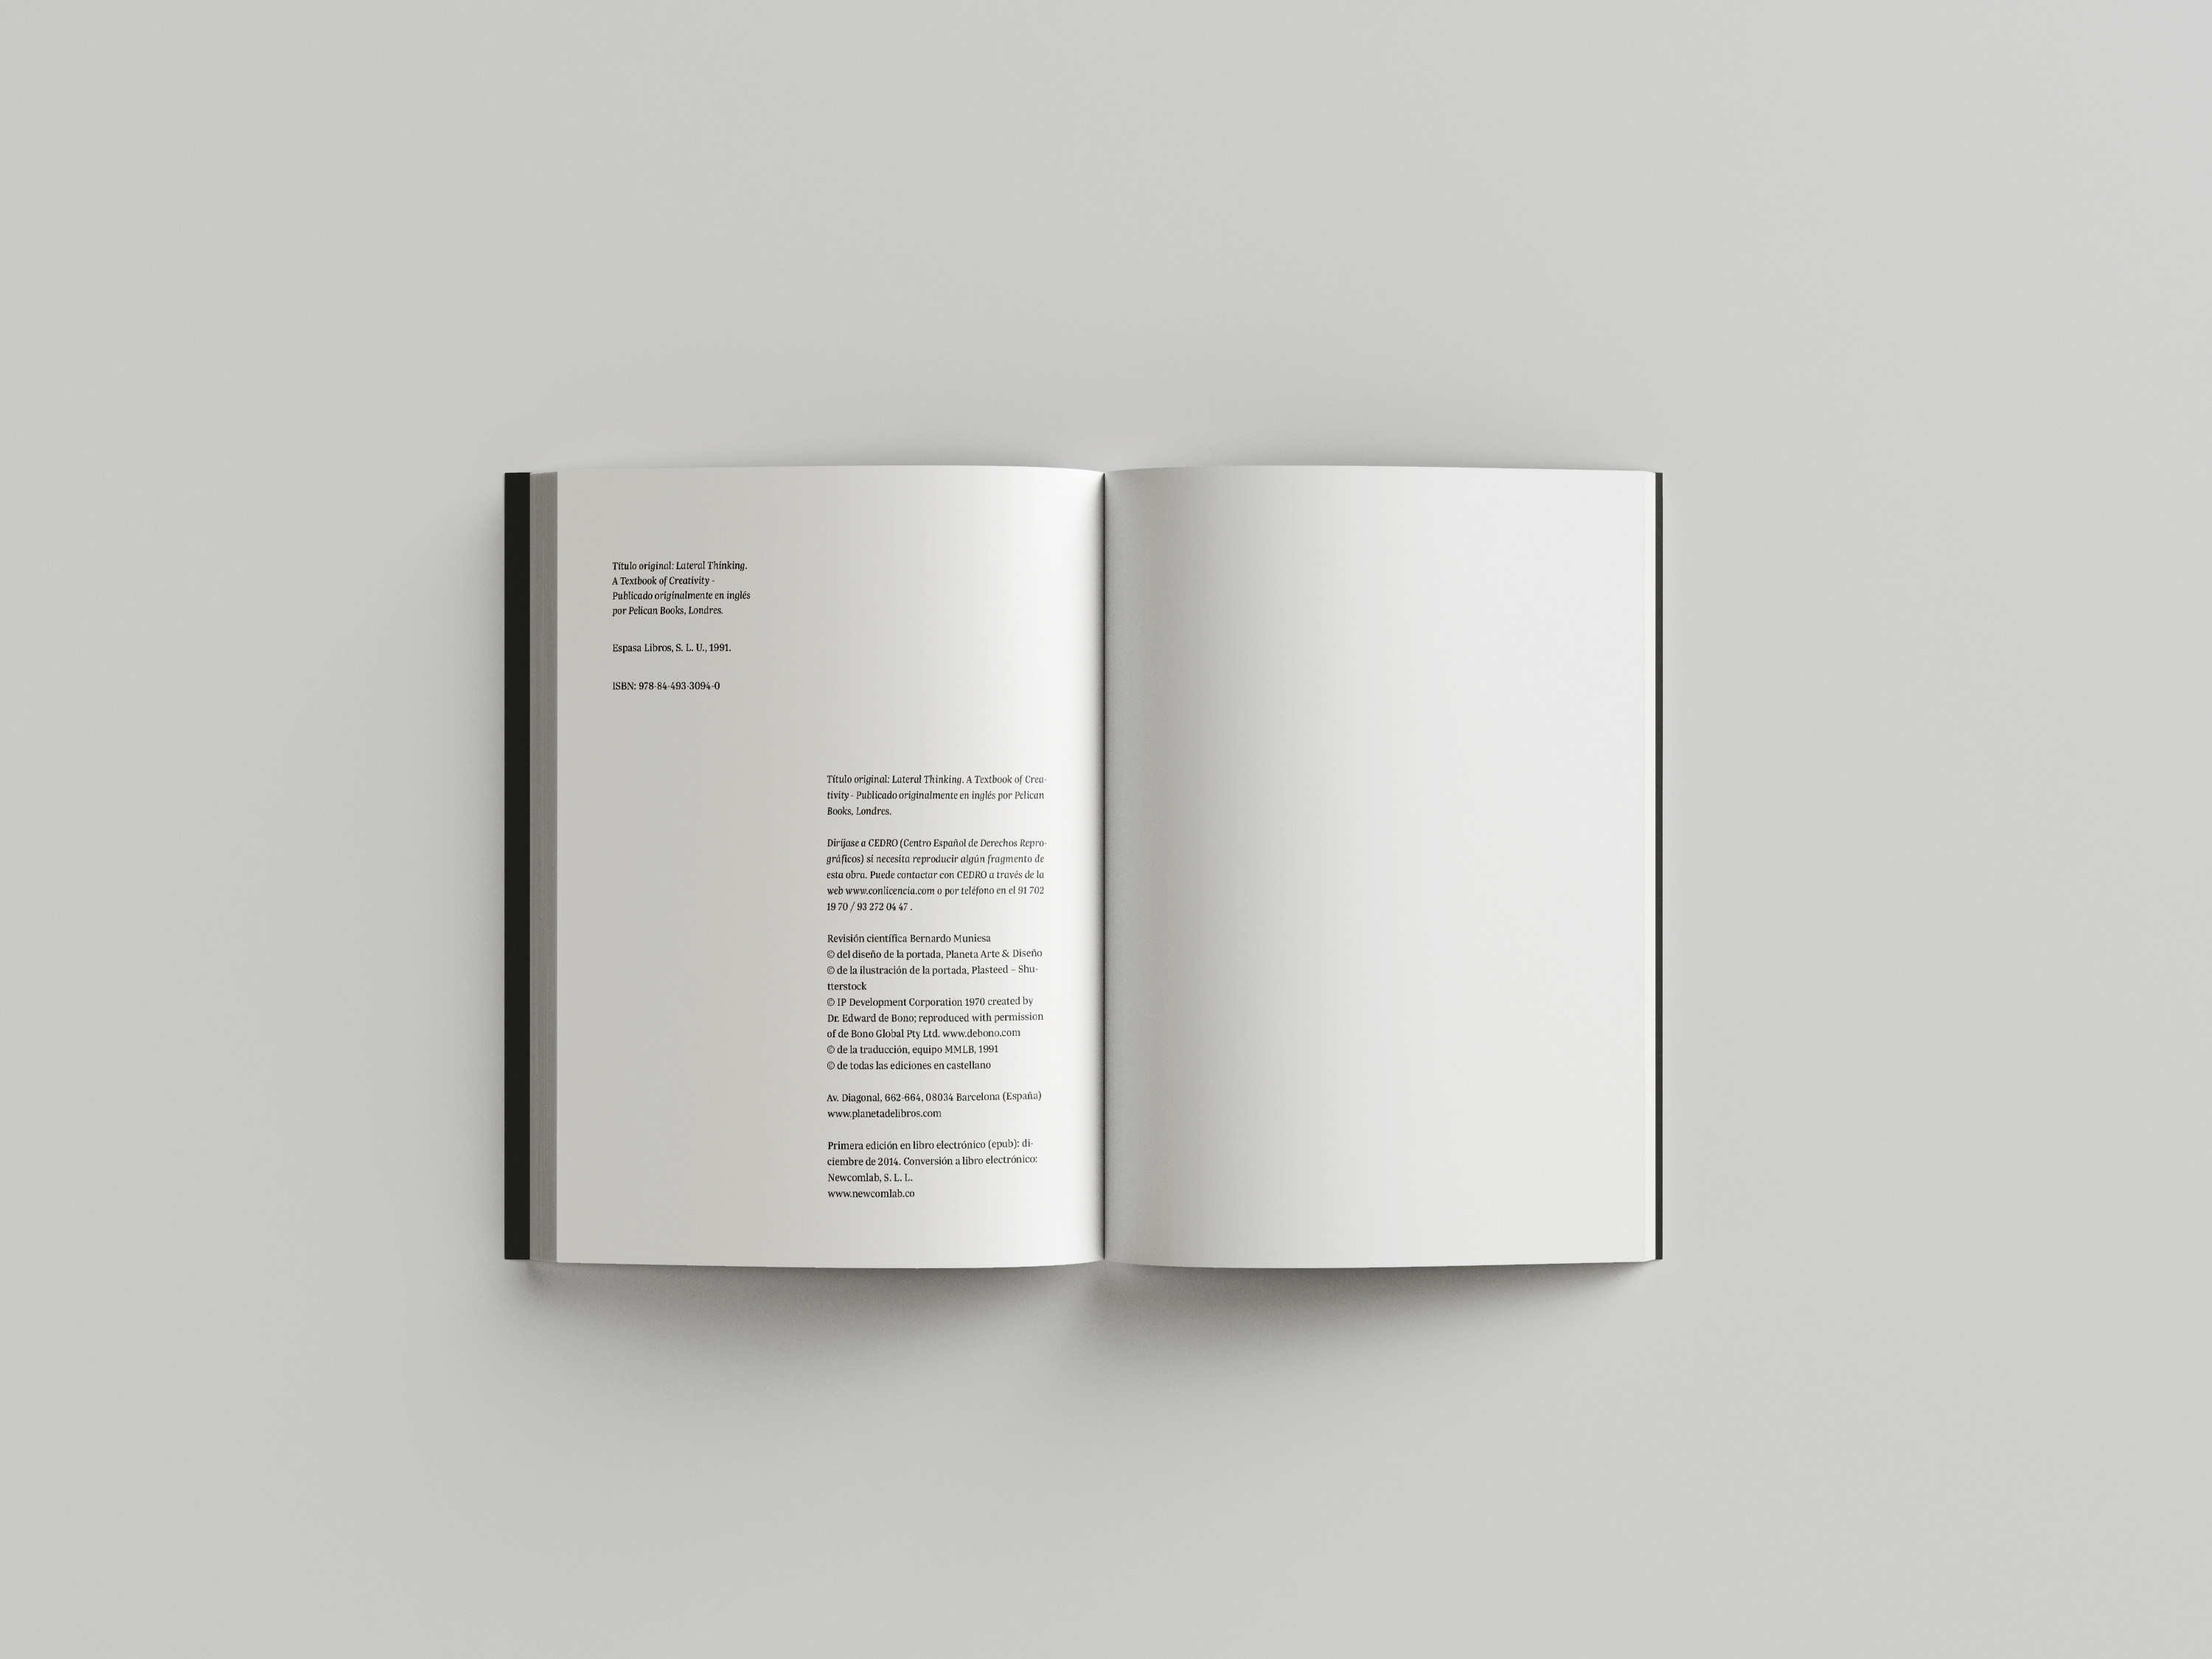 Título original: Lateral Thinking.
A Textbook of Creativity -
Publicado originalmente en inglés
por Pelican Books, Londres.
Espasa Libros, S. L. U., 1991.
ISBN: 978-84-493-3094-0
Título original: Lateral Thinking. A Textbook of Crea-
tivity - Publicado originalmente en inglés por Pelican
Books, Londres.
Diríjase a CEDRO (Centro Español de Derechos Repro-
gráficos) si necesita reproducir algún fragmento de
esta obra. Puede contactar con CEDRO a través de la
web www.conlicencia.com o por teléfono en el 91 702
19 70 / 93 272 04 47 .
Revisión científica Bernardo Muniesa
© del diseño de la portada, Planeta Arte & Diseño
© de la ilustración de la portada, Plasteed – Shu-
tterstock
© IP Development Corporation 1970 created by
Dr. Edward de Bono; reproduced with permission
of de Bono Global Pty Ltd. www.debono.com
© de la traducción, equipo MMLB, 1991
© de todas las ediciones en castellano
Av. Diagonal, 662-664, 08034 Barcelona (España)
www.planetadelibros.com
Primera edición en libro electrónico (epub): di-
ciembre de 2014. Conversión a libro electrónico:
Newcomlab, S. L. L.
www.newcomlab.co